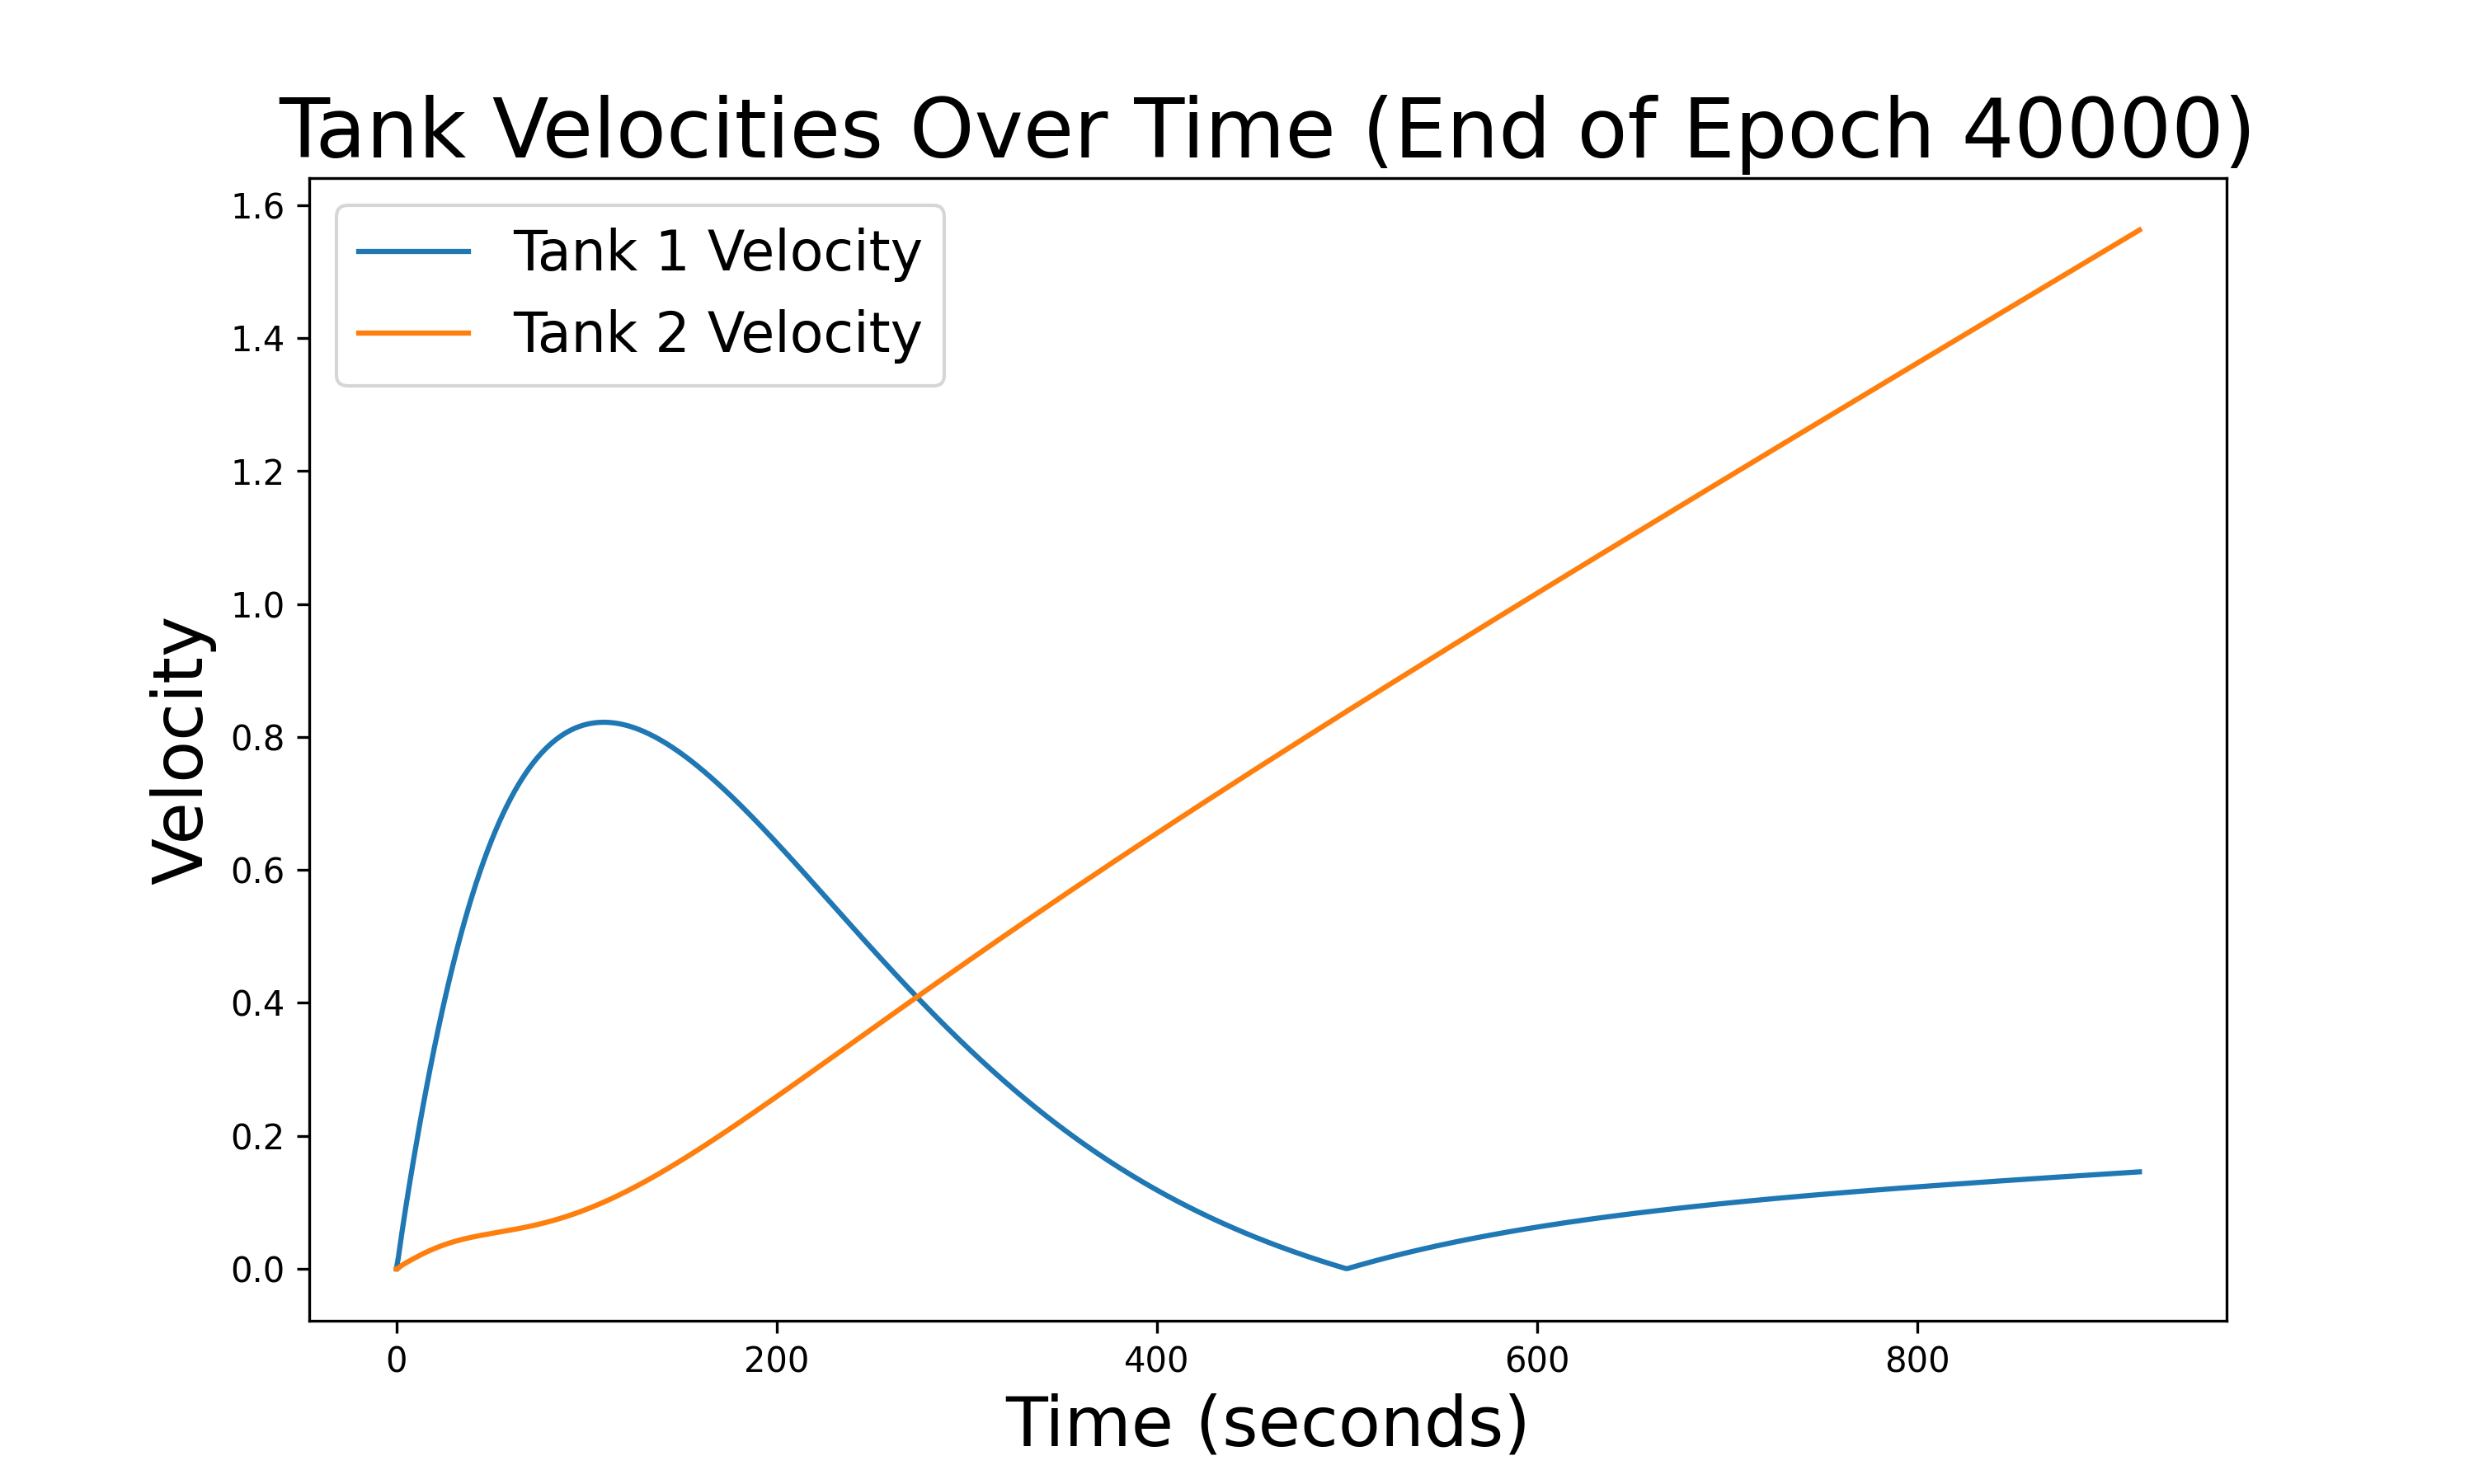 Tank Velocities Over Time (End of Epoch 40000)
Tank 1 Velocity
Tank 2 Velocity
Velocity
1.6
1.4
1.2
1.0
0.8
0.6
0.4
0.2
0.0
0 200 400 600 800
Time (seconds)